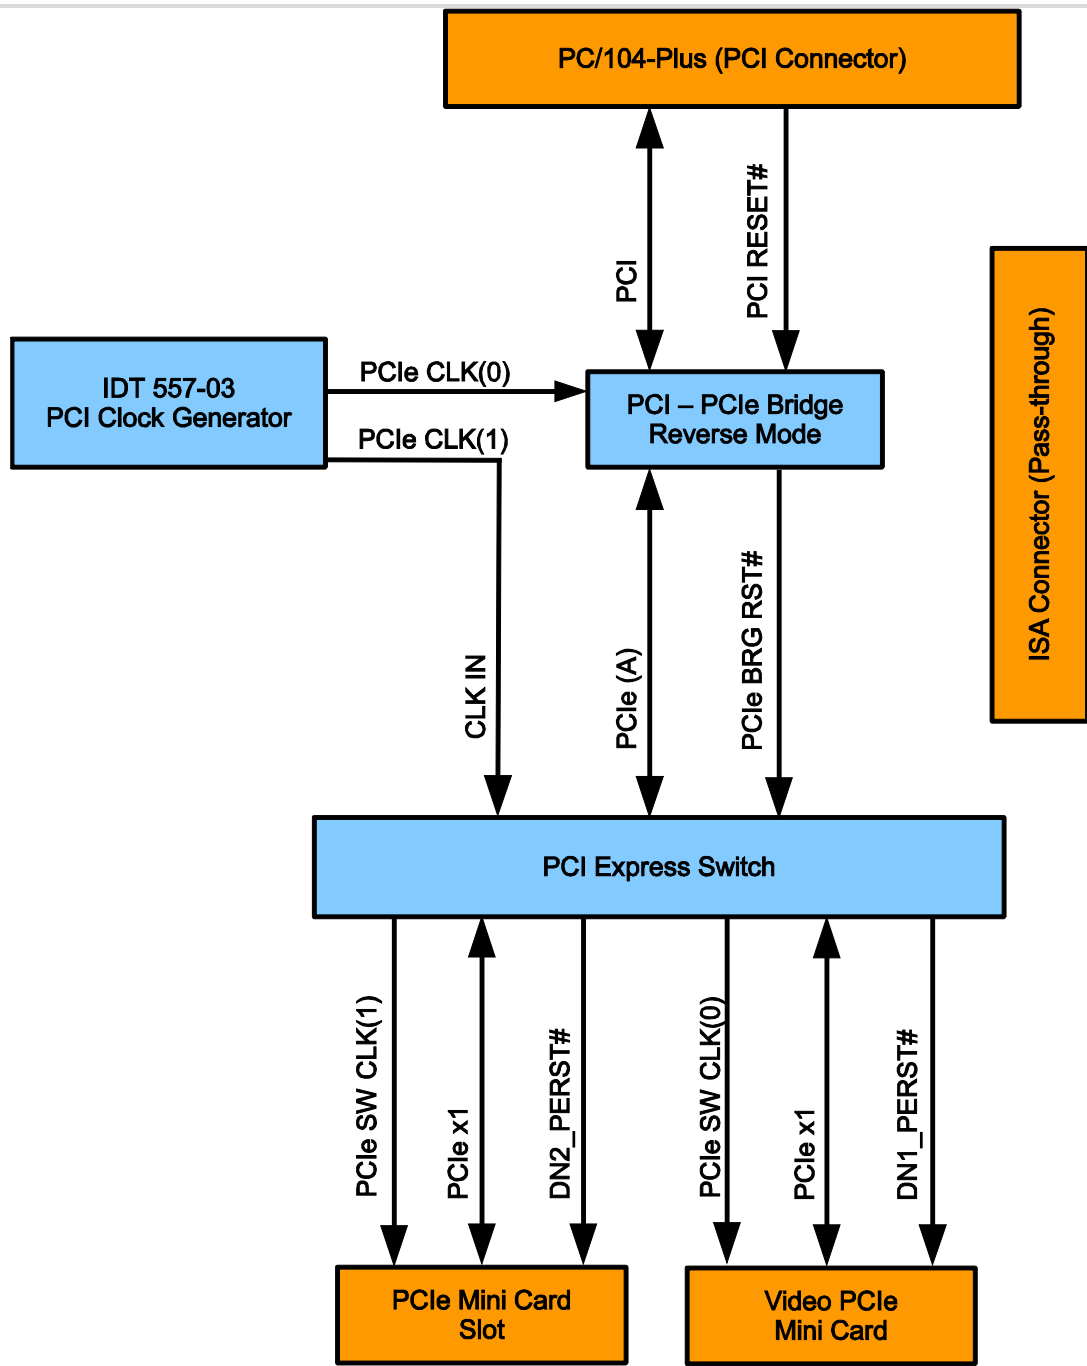 PC/104-Plus (PCI Connector)
PCI
PCI RESET#
ISA Connector (Pass-through)
IDT 557-03
PCI Clock Generator
PCIe CLK(0)
PCIe CLK(1)
PCI – PCIe Bridge
Reverse Mode
CLK IN
PCIe (A)
PCIe BRG RST#
PCI Express Switch
PCIe SW CLK(1)
PCIe x1
DN2_PERST#
PCIe SW CLK(0)
PCIe x1
DN1_PERST#
PCIe Mini Card
Slot
Video PCIe
Mini Card